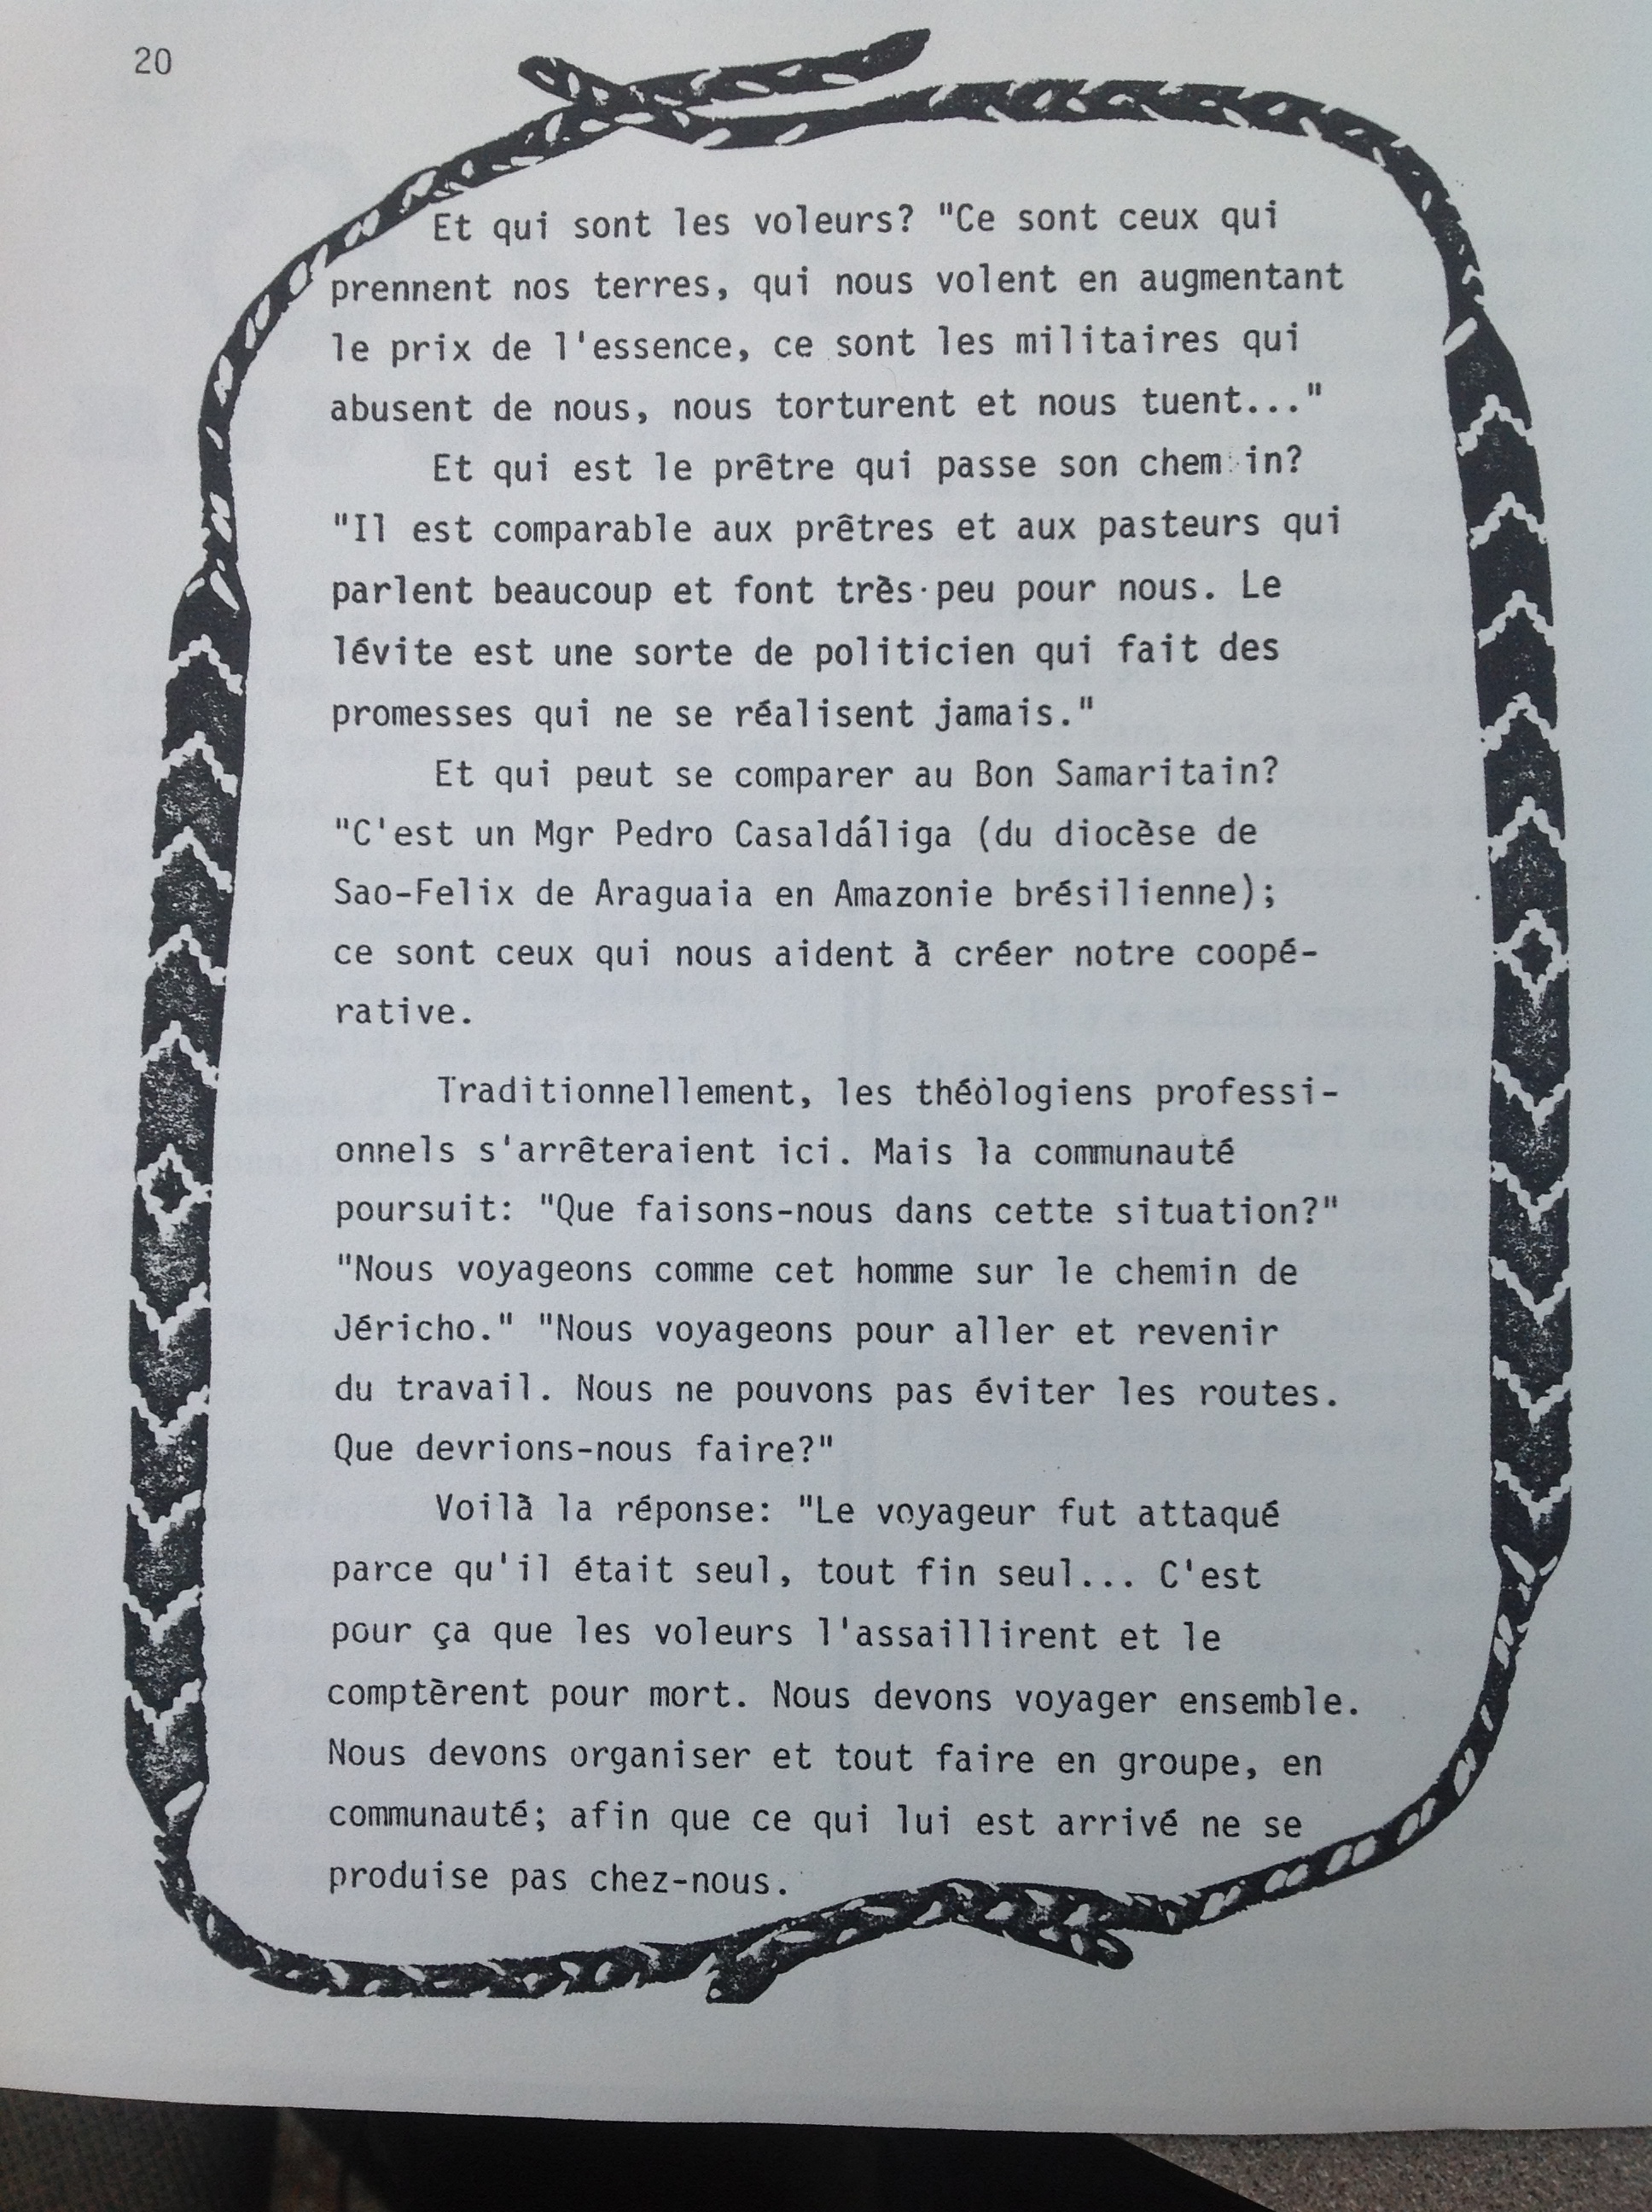 20
Et qui sont les voleurs? "Ce sont ceux qui
prennent nos terres, qui nous volent en augmentant
le prix de l'essence, ce sont les militaires qui
abusent de nous, nous torturent et nous tuent..."
Et qui est le prêtre qui passe son chem in?
"Il est comparable aux prêtres et aux pasteurs qui
parlent beaucoup et font très peu pour nous. Le
lévite est une sorte de politicien qui fait des
promesses qui ne se réalisent jamais."
Et qui peut se comparer au Bon Samaritain?
"C'est un Mgr Pedro Casaldáliga (du diocèse de
Sao-Felix de Araguaia en Amazonie brésilienne);
ce sont ceux qui nous aident à créer notre coopé-
rative.
Traditionnellement, les théologiens professi-
onnels s'arrêteraient ici. Mais la communauté
poursuit: "Que faisons-nous dans cette situation?"
"Nous voyageons comme cet homme sur le chemin de
Jéricho." "Nous voyageons pour aller et revenir
du travail. Nous ne pouvons pas éviter les routes.
Que devrions-nous faire?"
Voilà la réponse: "Le voyageur fut attaqué
parce qu'il était seul, tout fin seul... C'est
pour ça que les voleurs l'assaillirent et le
comptèrent pour mort. Nous devons voyager ensemble.
Nous devons organiser et tout faire en groupe, en
communauté; afin que ce qui lui est arrivé ne se
produise pas chez-nous.